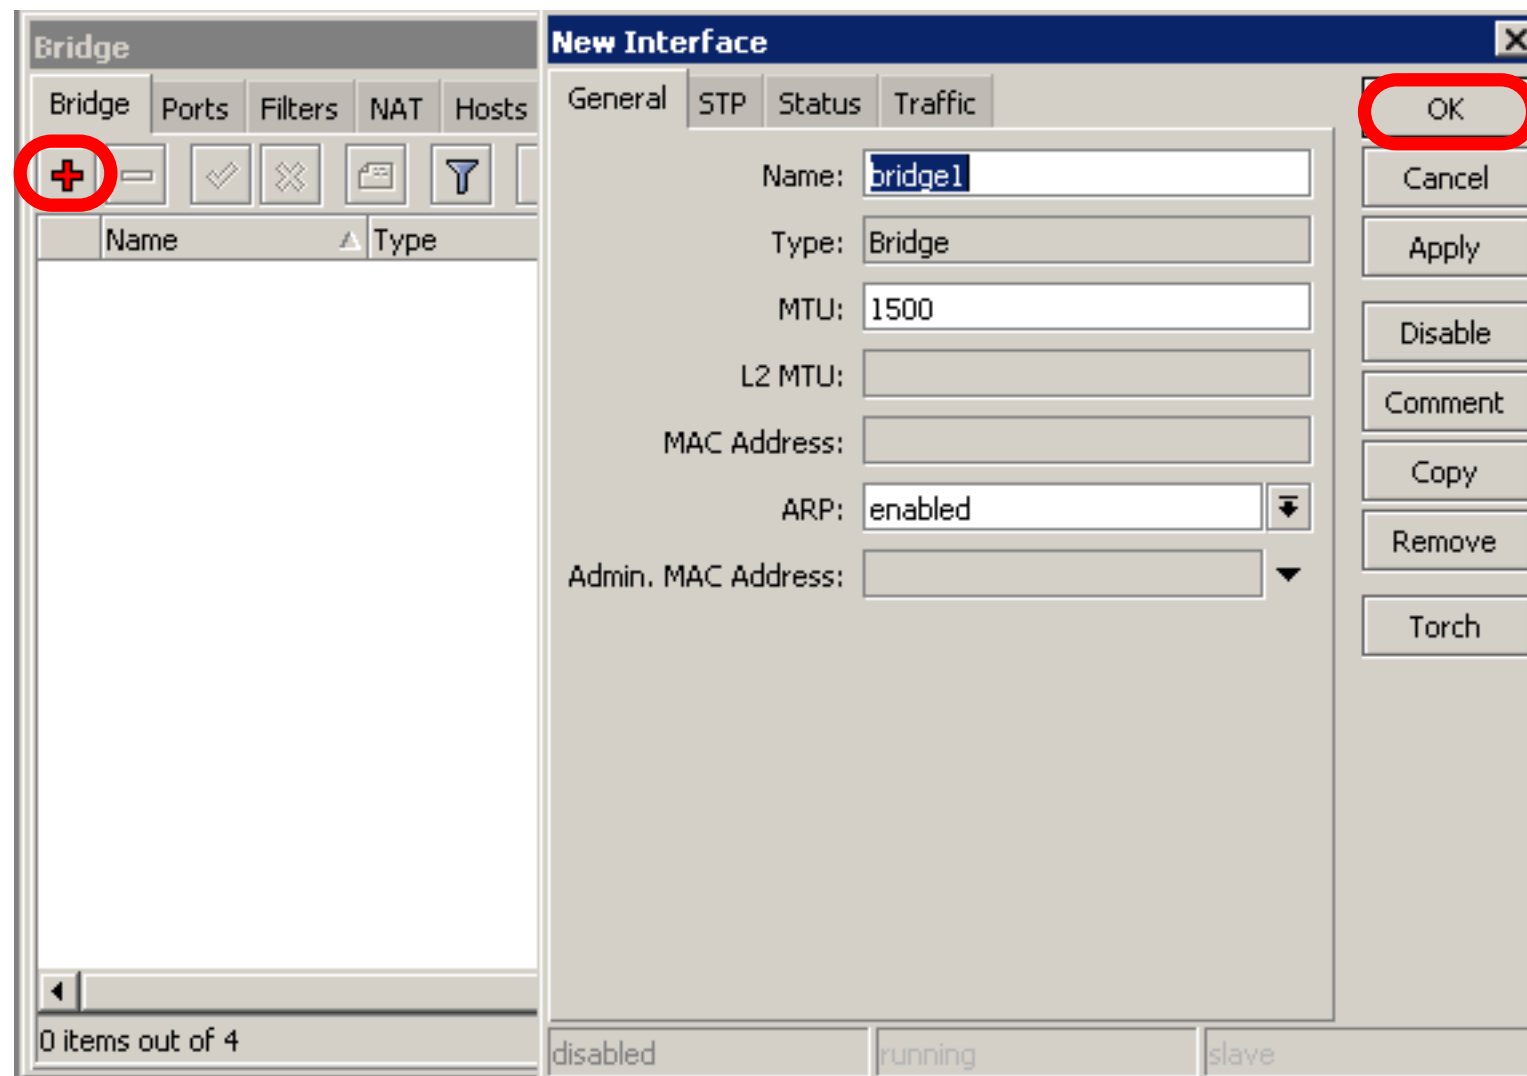 Bridge
Bridge Ports Filters NAT Hosts
Name Type
0 items out of 4
New Interface
General STP Status Traffic
Name: bridge1
Type: Bridge
MTU: 1500
L2 MTU:
MAC Address:
ARP: enabled
Admin. MAC Address:
OK
Cancel
Apply
Disable
Comment
Copy
Remove
Torch
disabled running slave